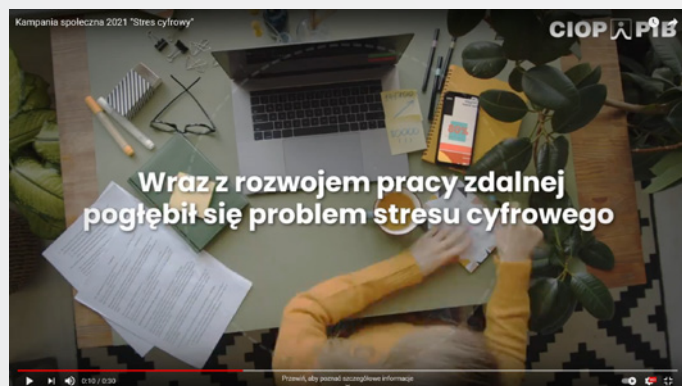 Kampania społeczna 2021 "Stres cyfrowy"
CIOP PIB
Wraz z rozwojem pracy zdalnej
pogłębił się problem stresu cyfrowego
0:10 / 0:30
Przewiń, aby poznać szczegółowe informacje